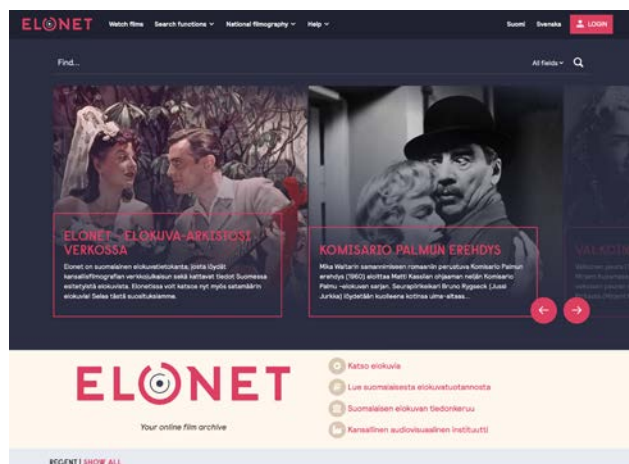 ELONET Watch films Search functions National filmography Help Suomi Svenska LOGIN
Find... All fields
ELONET - ELOKUVA-ARKISTOSI
VERKOSSA
Elonet on suomalainen elokuvatietokanta, josta löydät
kansallisfilmografian verkkojulkaisun sekä kattavat tiedot Suomessa
esitetyistä elokuvista. Elonetissa voit katsoa nyt myös satamäärin
elokuvia! Selaa tästä suosituksiamme.
KOMISARIO PALMUN EREHDYS
Mika Waltarin samannimiseen romaaniin perustuva Komisario Palmun
erehdys (1960) aloittaa Matti Kassilan ohjaaman neljän Komisario
Palmu -elokuvan sarjan. Seurapiirikeikari Bruno Rygseck (Jussi
Jurkka) löydetään kuolleena kotinsa uima-altaas...
ELONET
Your online film archive
Katso elokuvia
Lue suomalaisesta elokuvatuotannosta
Suomalaisen elokuvan tiedonkeruu
Kansallinen audiovisuaalinen instituutti
RECENT | SHOW ALL